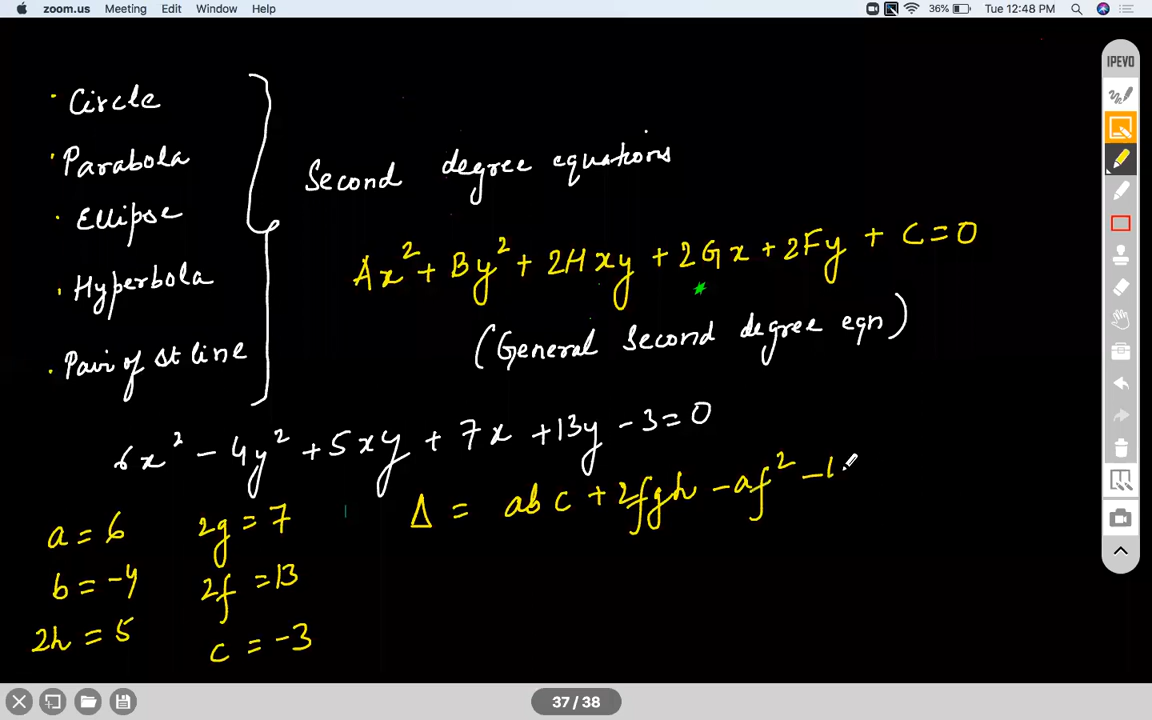 zoom.us Meeting Edit Window Help 36% Tue 12:48 PM
IPEVO
· Circle
· Parabola
· Ellipse
· Hyperbola
· Pair of st line
Second degree equations
Ax² + By² + 2Hxy + 2Gx + 2Fy + C = 0
(General Second degree eqn)
6x² - 4y² + 5xy + 7x + 13y - 3 = 0
Δ = abc + 2fgh - af² -
a = 6 2g = 7
b = -4 2f = 13
2h = 5 c = -3
37 / 38